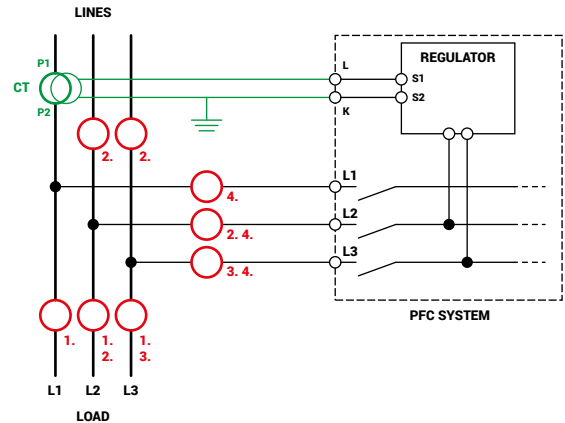 LINES
P1
CT
P2
L
K
S1
S2
REGULATOR
2.
2.
4.
L1
2. 4.
L2
3. 4.
L3
PFC SYSTEM
1.
1.
2.
1.
3.
L1
L2
L3
LOAD